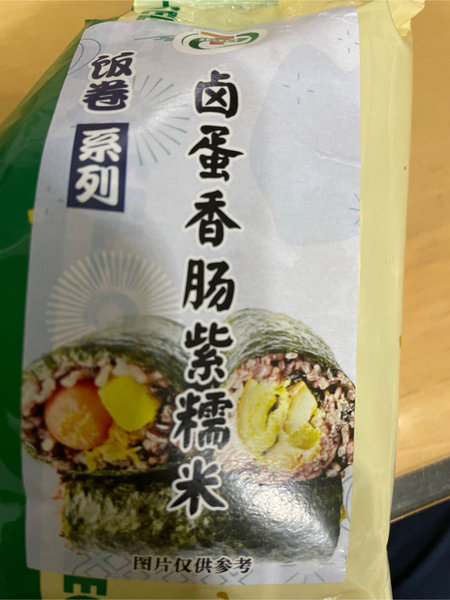 饭卷
系列
卤蛋香肠紫糯米
图片仅供参考